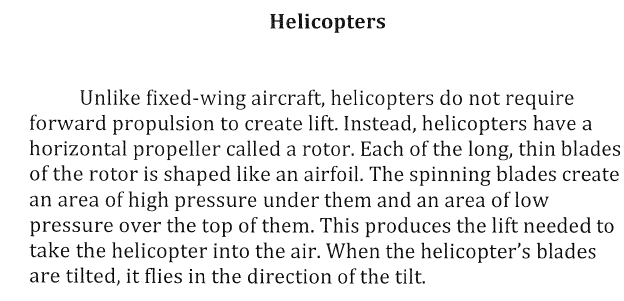 Helicopters
Unlike fixed-wing aircraft, helicopters do not require
forward propulsion to create lift. Instead, helicopters have a
horizontal propeller called a rotor. Each of the long, thin blades
of the rotor is shaped like an airfoil. The spinning blades create
an area of high pressure under them and an area of low
pressure over the top of them. This produces the lift needed to
take the helicopter into the air. When the helicopter’s blades
are tilted, it flies in the direction of the tilt.